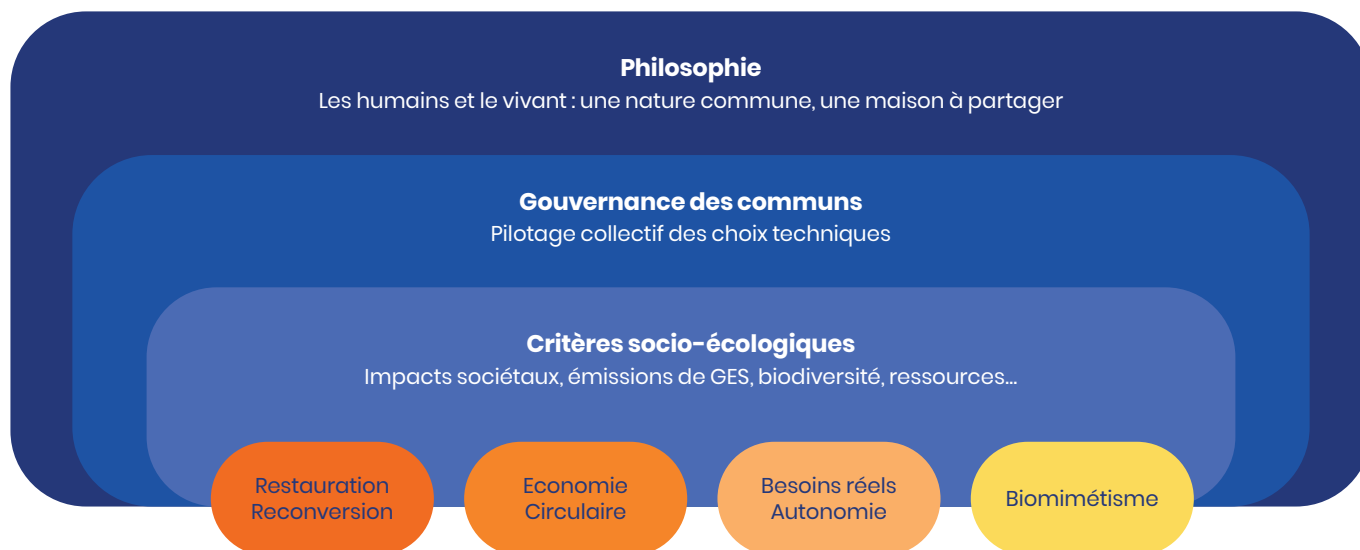 Philosophie
Les humains et le vivant : une nature commune, une maison à partager
Gouvernance des communs
Pilotage collectif des choix techniques
Critères socio-écologiques
Impacts sociétaux, émissions de GES, biodiversité, ressources...
Restauration
Reconversion
Economie
Circulaire
Besoins réels
Autonomie
Biomimétisme